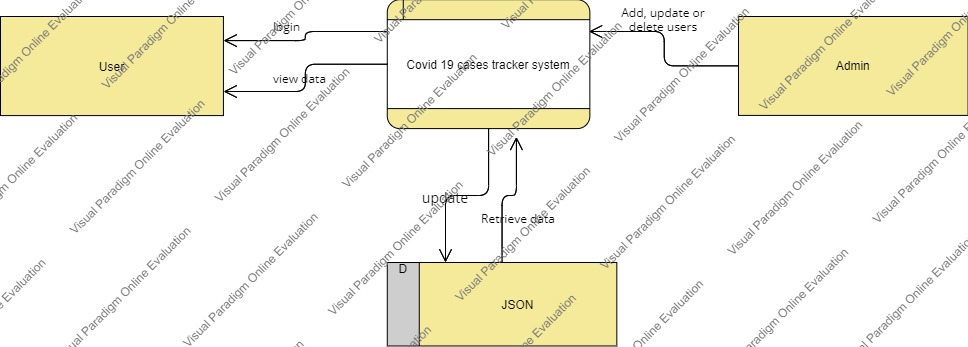 Add, update or
delete users
login
User
Covid 19 cases tracker system
Admin
view data
update
Retrieve data
D
JSON
Visual Paradigm Online Evaluation